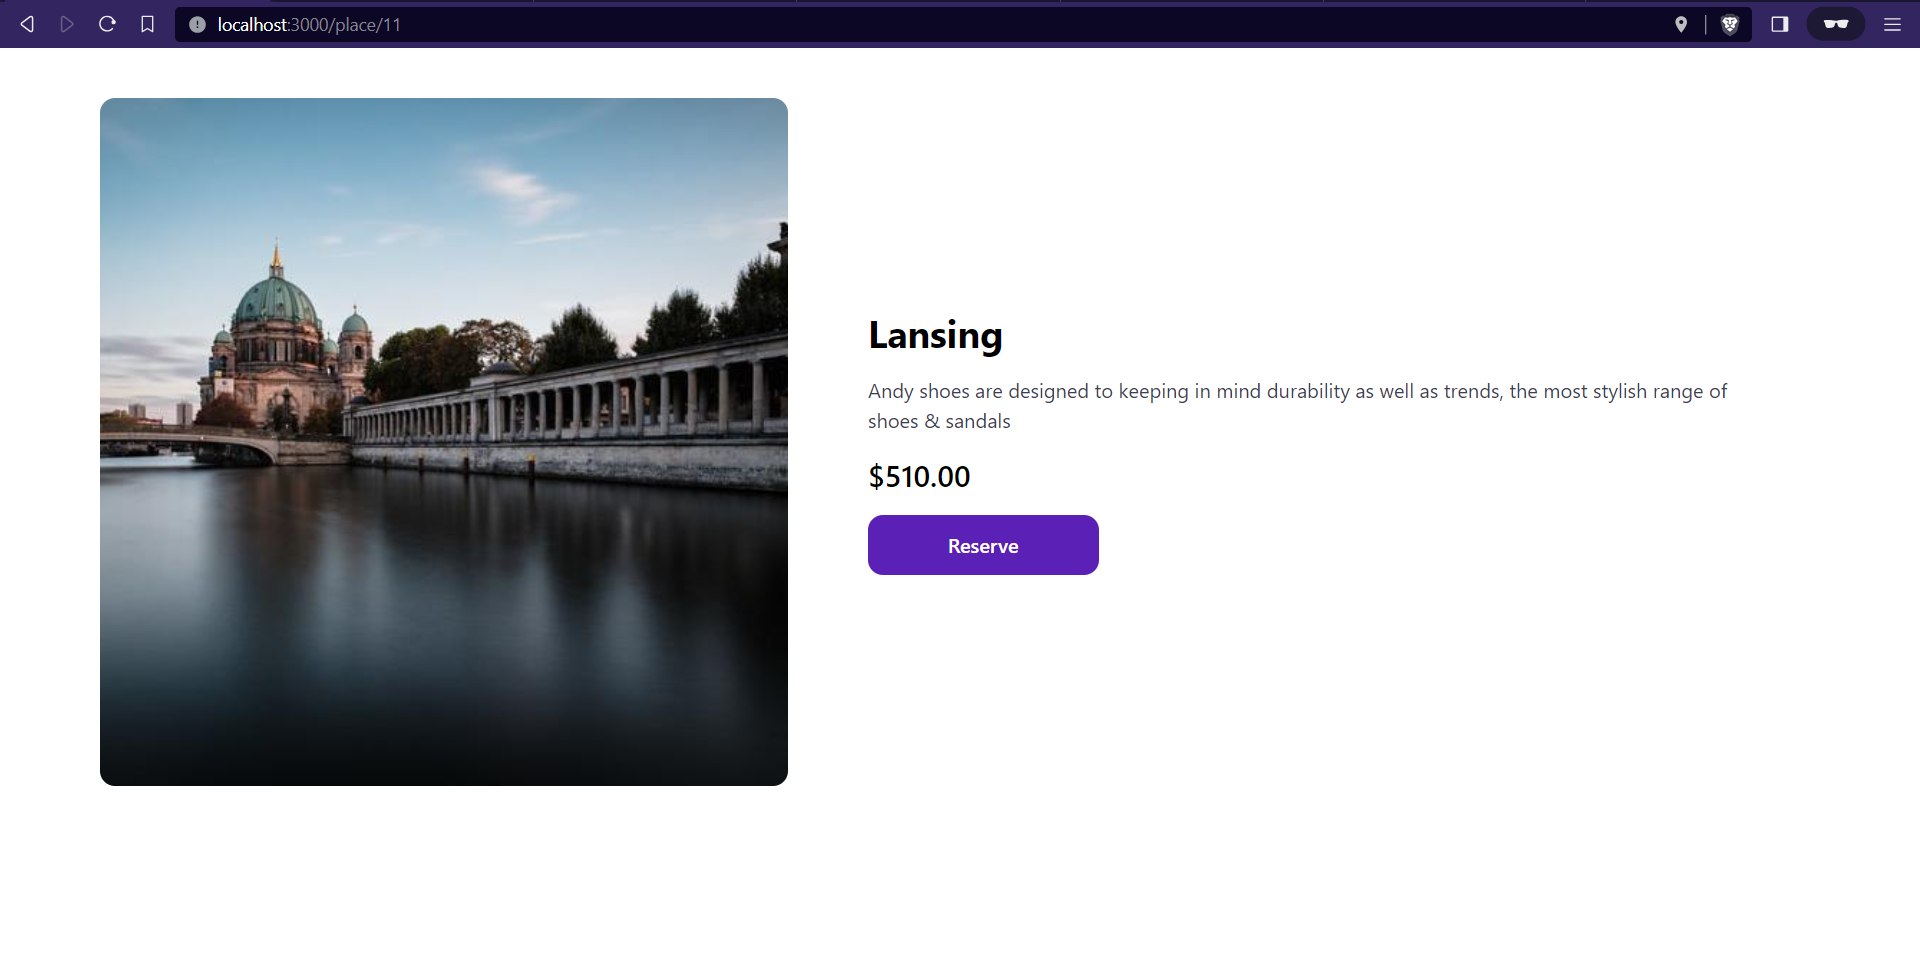 localhost:3000/place/11
Lansing
Andy shoes are designed to keeping in mind durability as well as trends, the most stylish range of
shoes & sandals
$510.00
Reserve